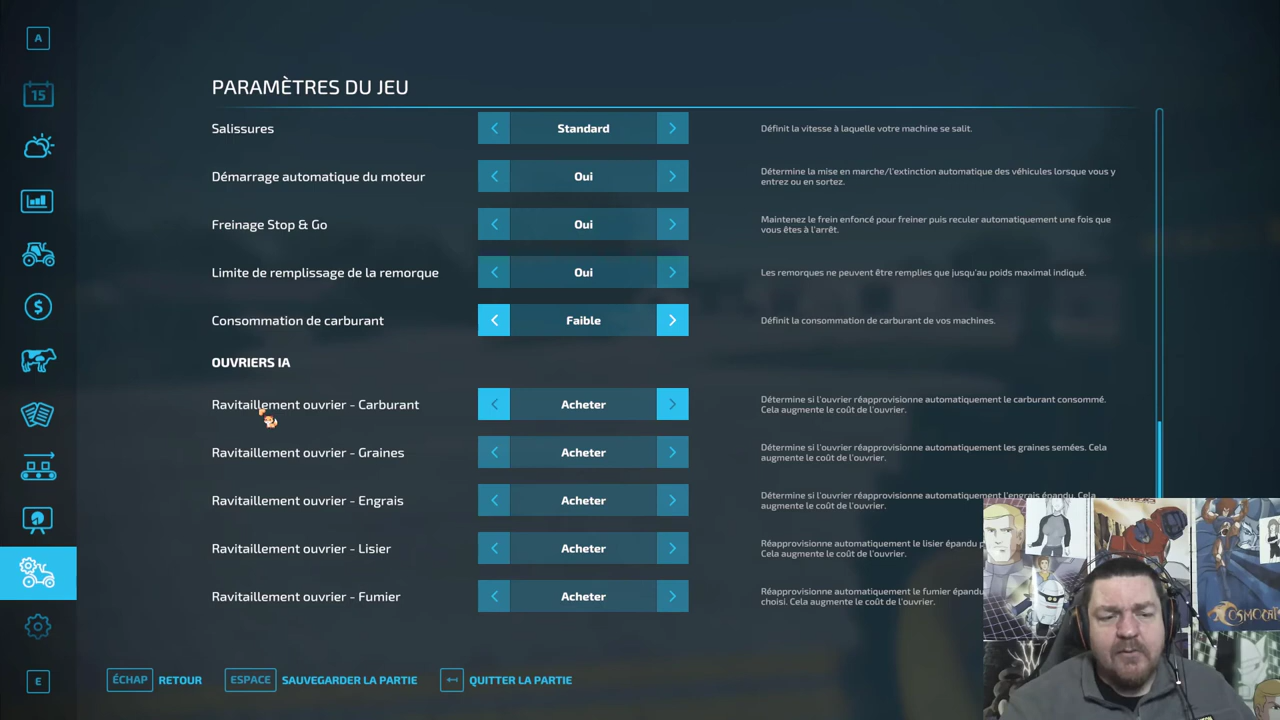 A
15
PARAMÈTRES DU JEU
Salissures
Standard
Définit la vitesse à laquelle votre machine se salit.
Démarrage automatique du moteur
Oui
Détermine la mise en marche/l'extinction automatique des véhicules lorsque vous y
entrez ou en sortez.
Freinage Stop & Go
Oui
Maintenez le frein enfoncé pour freiner puis reculer automatiquement une fois que
vous êtes à l'arrêt.
Limite de remplissage de la remorque
Oui
Les remorques ne peuvent être remplies que jusqu'au poids maximal indiqué.
Consommation de carburant
Faible
Définit la consommation de carburant de vos machines.
OUVRIERS IA
Ravitaillement ouvrier - Carburant
Acheter
Détermine si l'ouvrier réapprovisionne automatiquement le carburant consommé.
Cela augmente le coût de l'ouvrier.
Ravitaillement ouvrier - Graines
Acheter
Détermine si l'ouvrier réapprovisionne automatiquement les graines semées. Cela
augmente le coût de l'ouvrier.
Ravitaillement ouvrier - Engrais
Acheter
Détermine si l'ouvrier réapprovisionne automatiquement l'engrais épandu. Cela
augmente le coût de l'ouvrier.
Ravitaillement ouvrier - Lisier
Acheter
Réapprovisionne automatiquement le lisier épandu
Cela augmente le coût de l'ouvrier.
Ravitaillement ouvrier - Fumier
Acheter
Réapprovisionne automatiquement le fumier épandu
choisi. Cela augmente le coût de l'ouvrier.
E
ÉCHAP RETOUR
ESPACE SAUVEGARDER LA PARTIE
QUITTER LA PARTIE